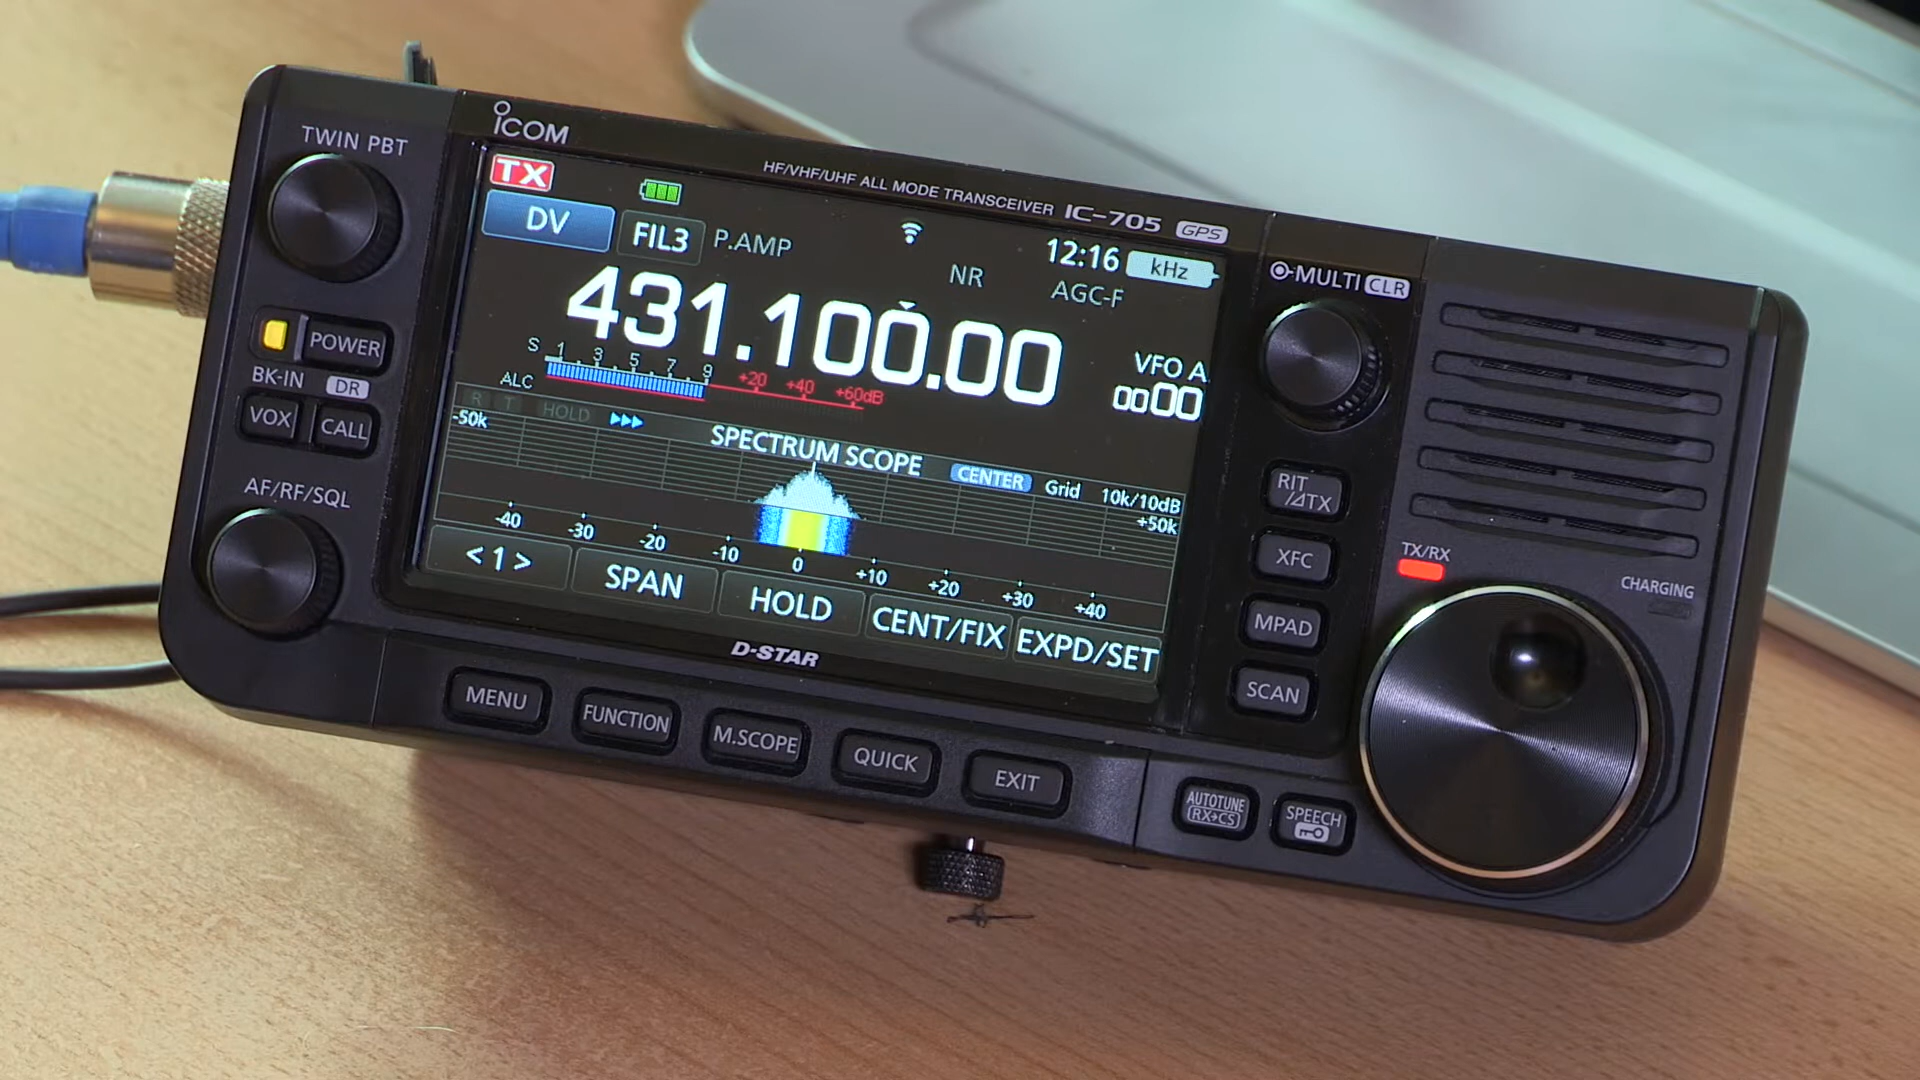 TWIN PBT
ICOM
HF/VHF/UHF ALL MODE TRANSCEIVER IC-705 GPS
TX
DV
FIL3
P.AMP
NR
12:16
kHz
AGC-F
MULTI CLR
431.100.00
VFO A
0000
S 1 . 3 . 5 . 7 . 9 +20 +40 +60dB
ALC
R T HOLD
-50k
SPECTRUM SCOPE
CENTER Grid 10k/10dB
+50k
-40 -30 -20 -10 0 +10 +20 +30 +40
<1> SPAN HOLD CENT/FIX EXPD/SET
D-STAR
POWER
BK-IN DR
VOX CALL
AF/RF/SQL
RIT
/⊿TX
XFC
MPAD
SCAN
TX/RX
CHARGING
MENU FUNCTION M.SCOPE QUICK EXIT
AUTOTUNE
RX→CS
SPEECH